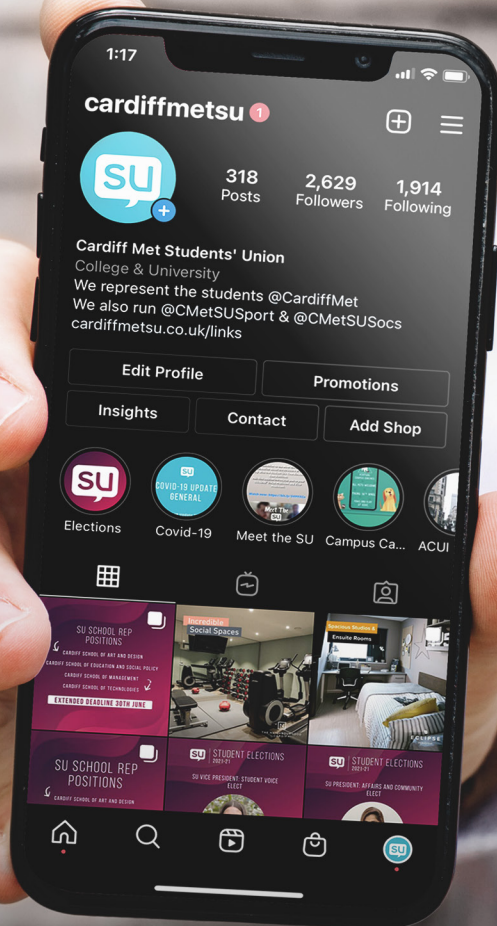 1:17
cardiffmetsu 1
su
318
Posts
2,629
Followers
1,914
Following
Cardiff Met Students' Union
College & University
We represent the students @CardiffMet
We also run @CMetSUSport & @CMetSUSocs
cardiffmetsu.co.uk/links
Edit Profile
Promotions
Insights
Contact
Add Shop
su
SU
COVID-19 UPDATE
GENERAL
Meet The
SU
Elections
Covid-19
Meet the SU
Campus Ca...
ACUI
SU SCHOOL REP
POSITIONS
CARDIFF SCHOOL OF ART AND DESIGN
CARDIFF SCHOOL OF EDUCATION AND SOCIAL POLICY
CARDIFF SCHOOL OF MANAGEMENT
CARDIFF SCHOOL OF TECHNOLOGIES
EXTENDED DEADLINE 30TH JUNE
Incredible
Social Spaces
Spacious Studios &
Ensuite Rooms
ECLIPSE
SU SCHOOL REP
POSITIONS
CARDIFF SCHOOL OF ART AND DESIGN
SU
STUDENT ELECTIONS
2021-21
SU VICE PRESIDENT: STUDENT VOICE
ELECT
SU
STUDENT ELECTIONS
2021-21
SU PRESIDENT: AFFAIRS AND COMMUNITY
ELECT
su